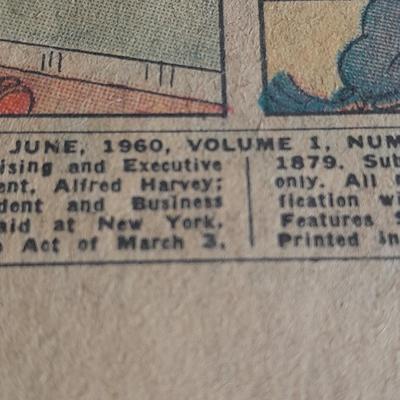 JUNE, 1960, VOLUME 1, NUM
ising and Executive
ent, Alfred Harvey;
dent and Business
aid at New York,
Act of March 3,
1879. Sub
only. All
fication wi
Features S
Printed in